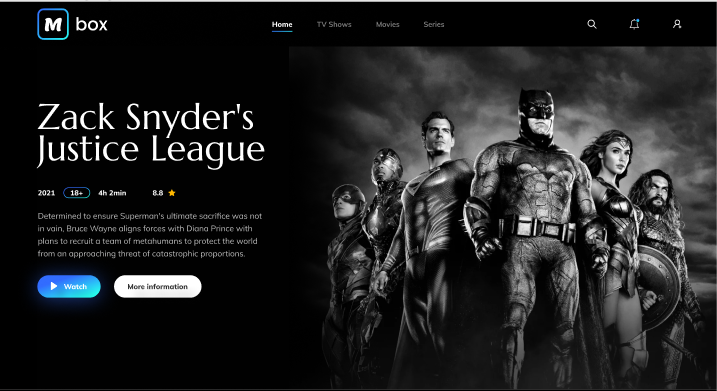 M box
Home TV Shows Movies Series
Zack Snyder's
Justice League
2021 18+ 4h 2min 8.8
Determined to ensure Superman's ultimate sacrifice was not
in vain, Bruce Wayne aligns forces with Diana Prince with
plans to recruit a team of metahumans to protect the world
from an approaching threat of catastrophic proportions.
Watch More information